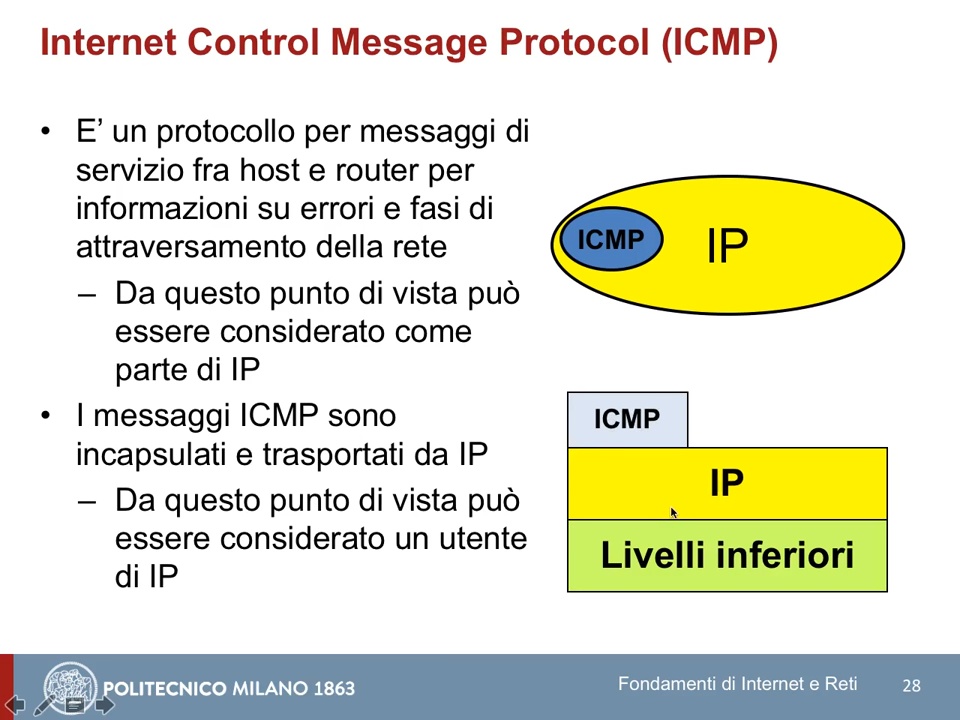 Internet Control Message Protocol (ICMP)
• E’ un protocollo per messaggi di
servizio fra host e router per
informazioni su errori e fasi di
attraversamento della rete
– Da questo punto di vista può
essere considerato come
parte di IP
• I messaggi ICMP sono
incapsulati e trasportati da IP
– Da questo punto di vista può
essere considerato un utente
di IP
ICMP
IP
ICMP
IP
Livelli inferiori
POLITECNICO MILANO 1863
Fondamenti di Internet e Reti
28